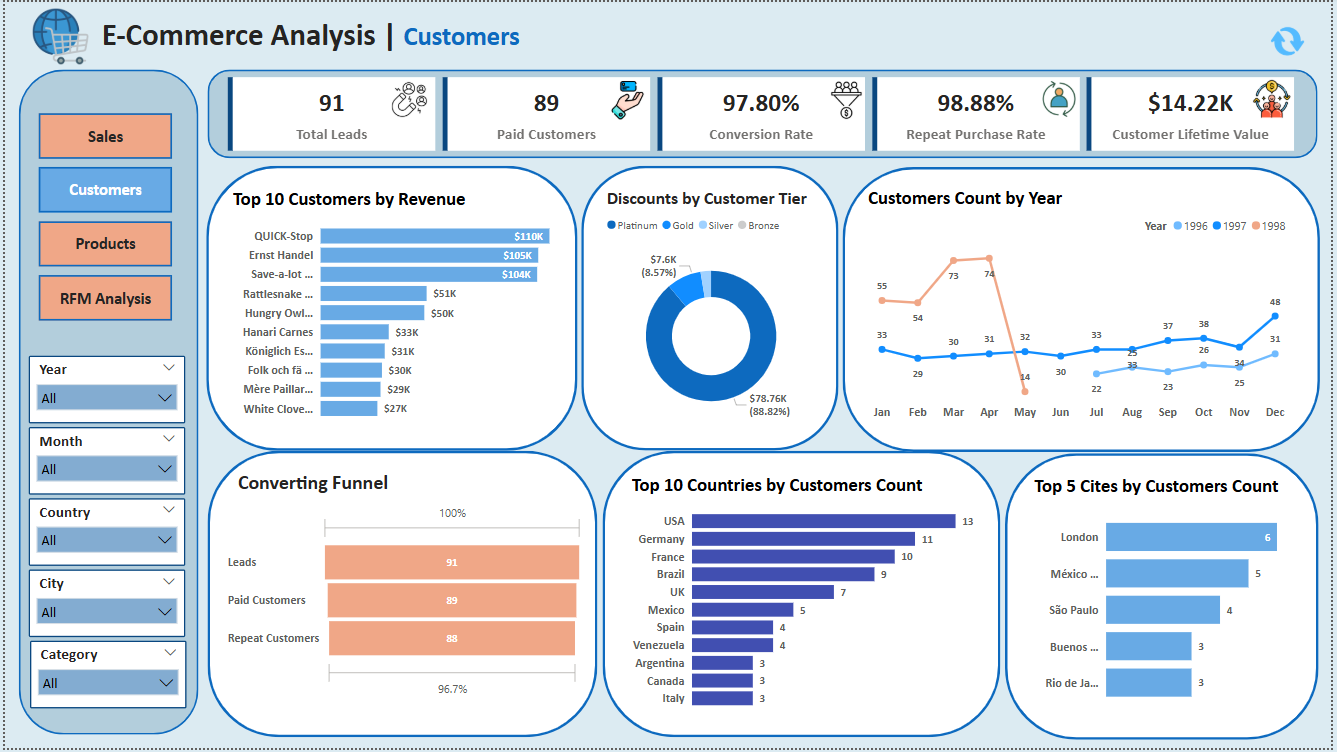 E-Commerce Analysis | Customers
Sales
Customers
Products
RFM Analysis
Year
All
Month
All
Country
All
City
All
Category
All
91
Total Leads
89
Paid Customers
97.80%
Conversion Rate
98.88%
Repeat Purchase Rate
$14.22K
Customer Lifetime Value
Top 10 Customers by Revenue
QUICK-Stop $110K
Ernst Handel $105K
Save-a-lot ... $104K
Rattlesnake ... $51K
Hungry Owl... $50K
Hanari Carnes $33K
Königlich Es... $31K
Folk och fä ... $30K
Mère Paillar... $29K
White Clove... $27K
Discounts by Customer Tier
Platinum Gold Silver Bronze
$7.6K
(8.57%)
$78.76K
(88.82%)
Customers Count by Year
Year 1996 1997 1998
55 54 73 74 14
33 29 30 31 32 30 33 33 37 38 34 48
22 25 23 26 25 31
Jan Feb Mar Apr May Jun Jul Aug Sep Oct Nov Dec
Converting Funnel
100%
Leads 91
Paid Customers 89
Repeat Customers 88
96.7%
Top 10 Countries by Customers Count
USA 13
Germany 11
France 10
Brazil 9
UK 7
Mexico 5
Spain 4
Venezuela 4
Argentina 3
Canada 3
Italy 3
Top 5 Cites by Customers Count
London 6
México ... 5
São Paulo 4
Buenos ... 3
Rio de Ja... 3